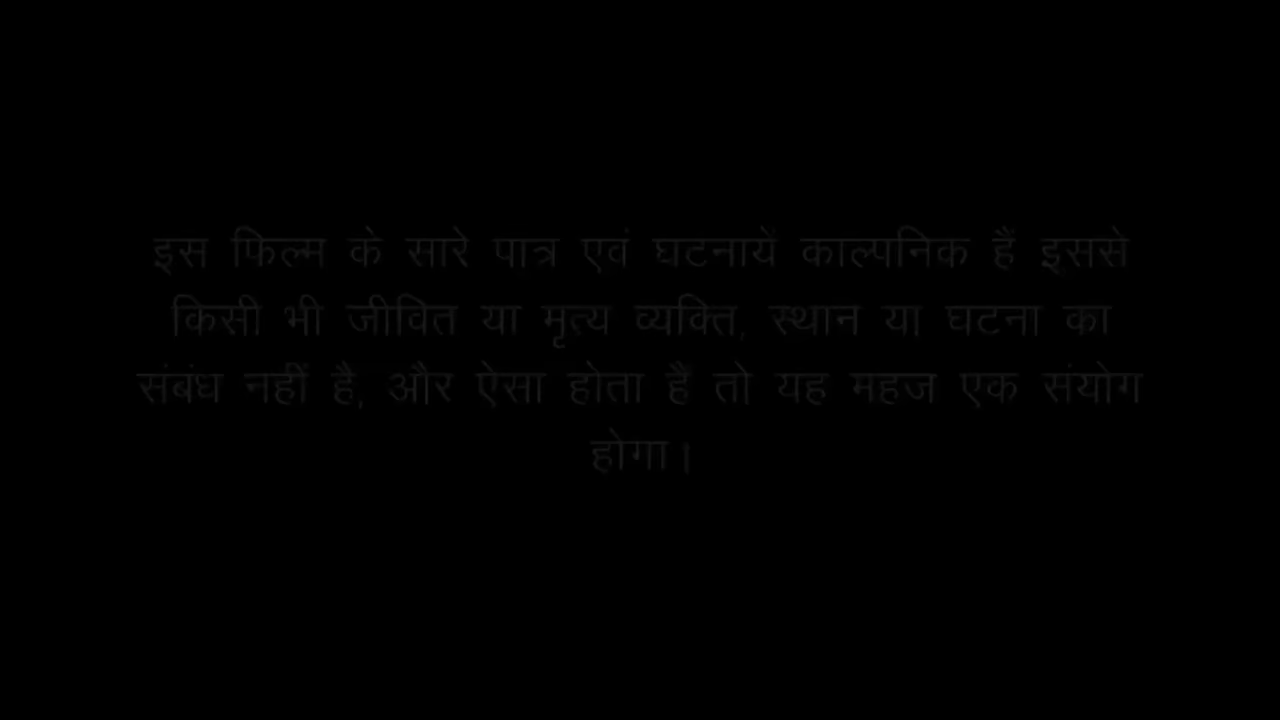 इस फिल्म के सारे पात्र एवं घटनायें काल्पनिक हैं इससे
किसी भी जीवित या मृत्य व्यक्ति, स्थान या घटना का
संबंध नहीं है, और ऐसा होता हैं तो यह महज एक संयोग
होगा।